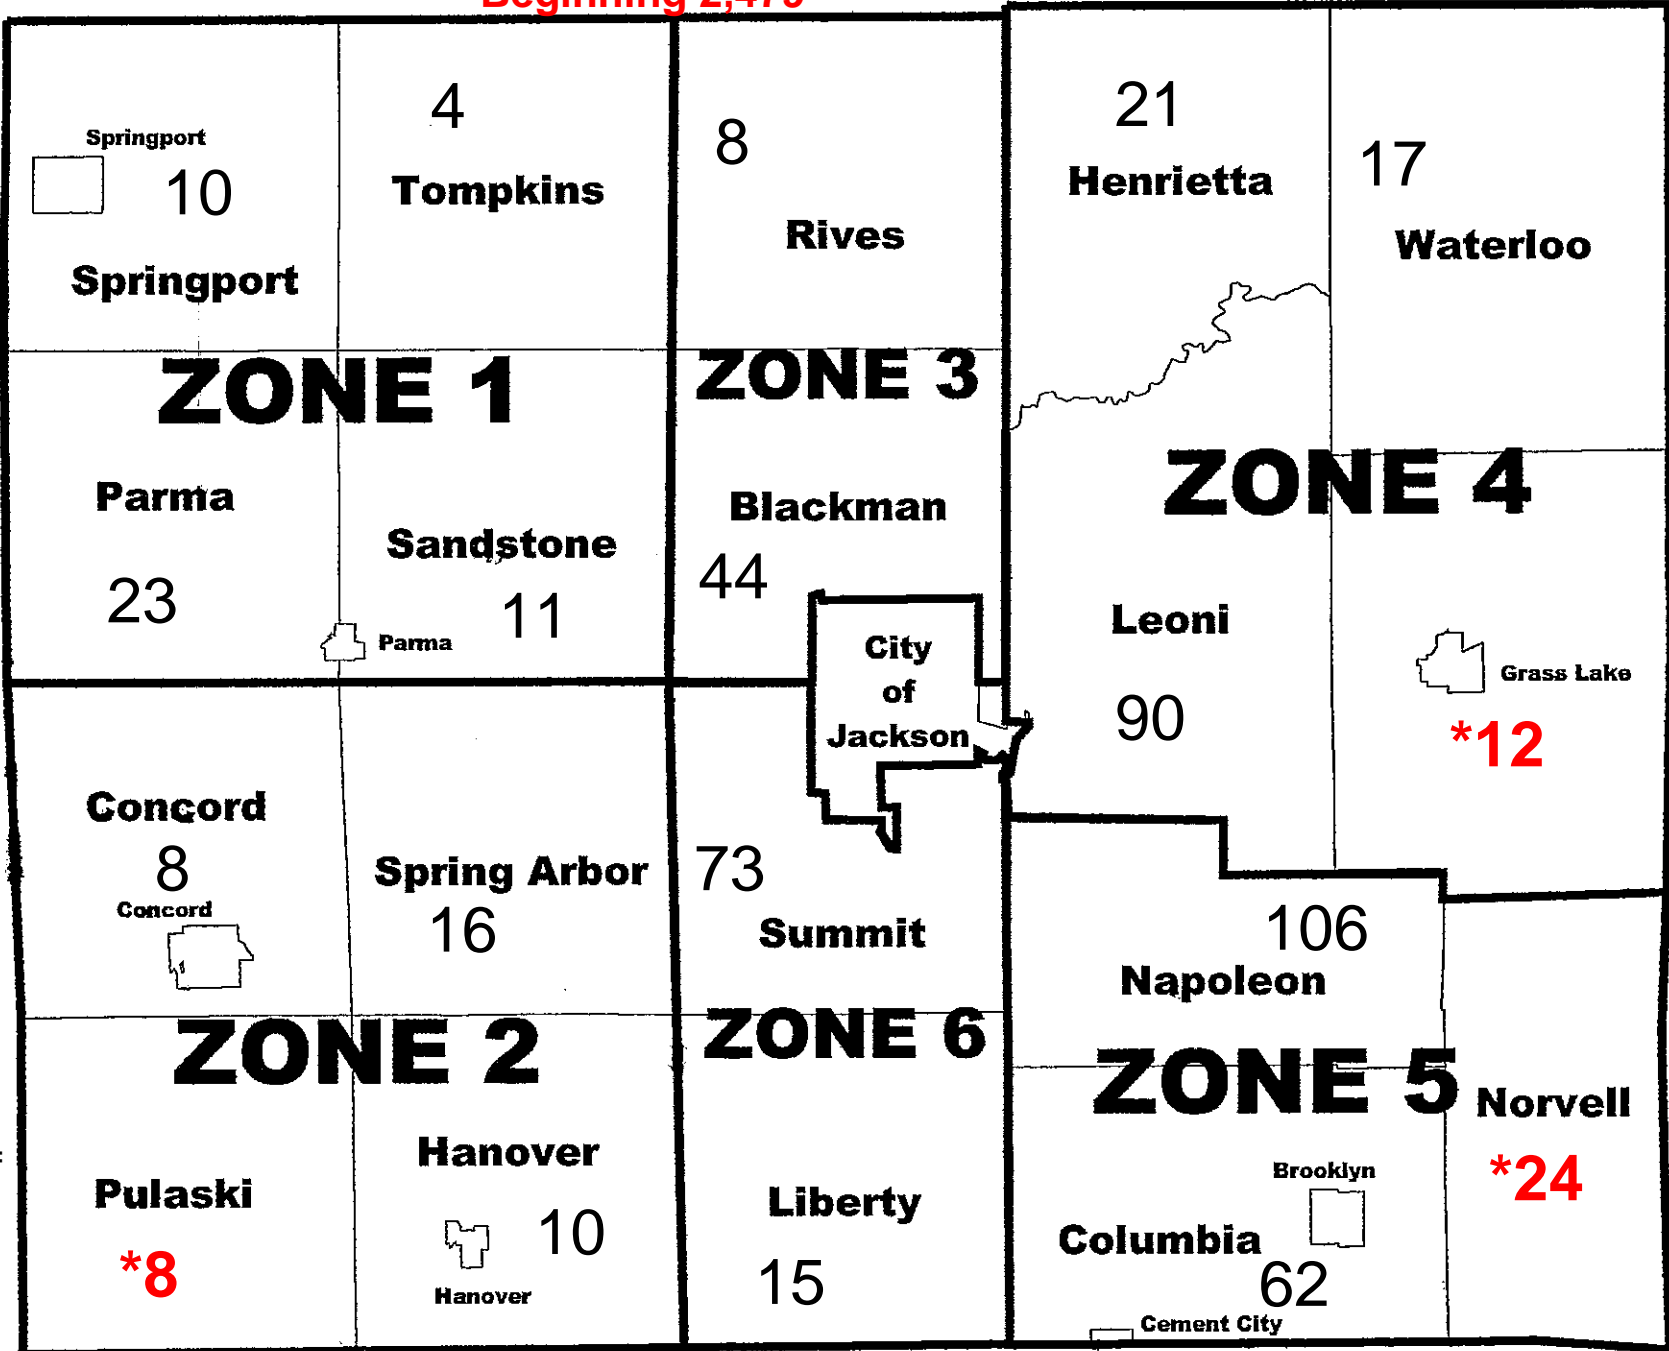 Beginning 2,479
4
21
8
17
Springport
10
Tompkins
Henrietta
Rives
Waterloo
Springport
ZONE 1
ZONE 3
ZONE 4
Parma
Blackman
Sandstone
44
23
11
Leoni
Parma
City
of
Jackson
Grass Lake
90
*12
Concord
8
Spring Arbor
73
Concord
16
Summit
106
Napoleon
ZONE 2
ZONE 6
ZONE 5
Norvell
Hanover
Brooklyn
*24
Pulaski
Liberty
10
Columbia
*8
15
62
Hanover
Cement City